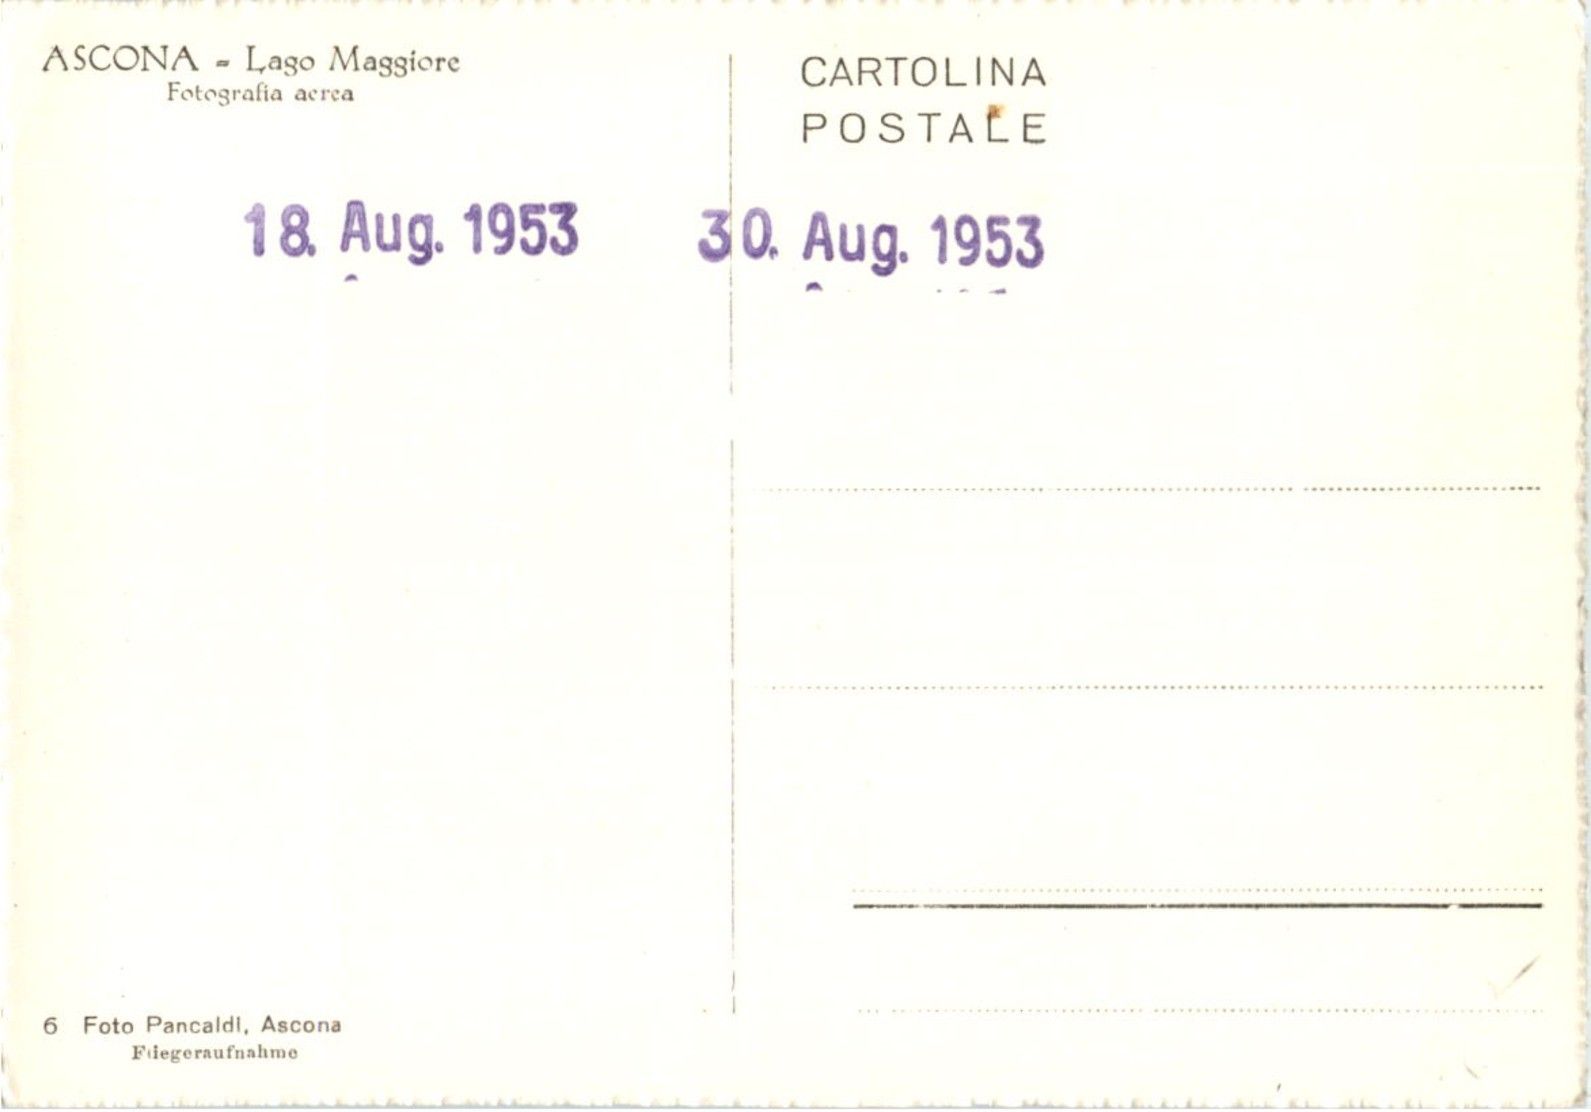 ASCONA - Lago Maggiore
Fotografia aerea
CARTOLINA
POSTALE
18. Aug. 1953
30. Aug. 1953
6 Foto Pancaldi, Ascona
Fliegeraufnahme